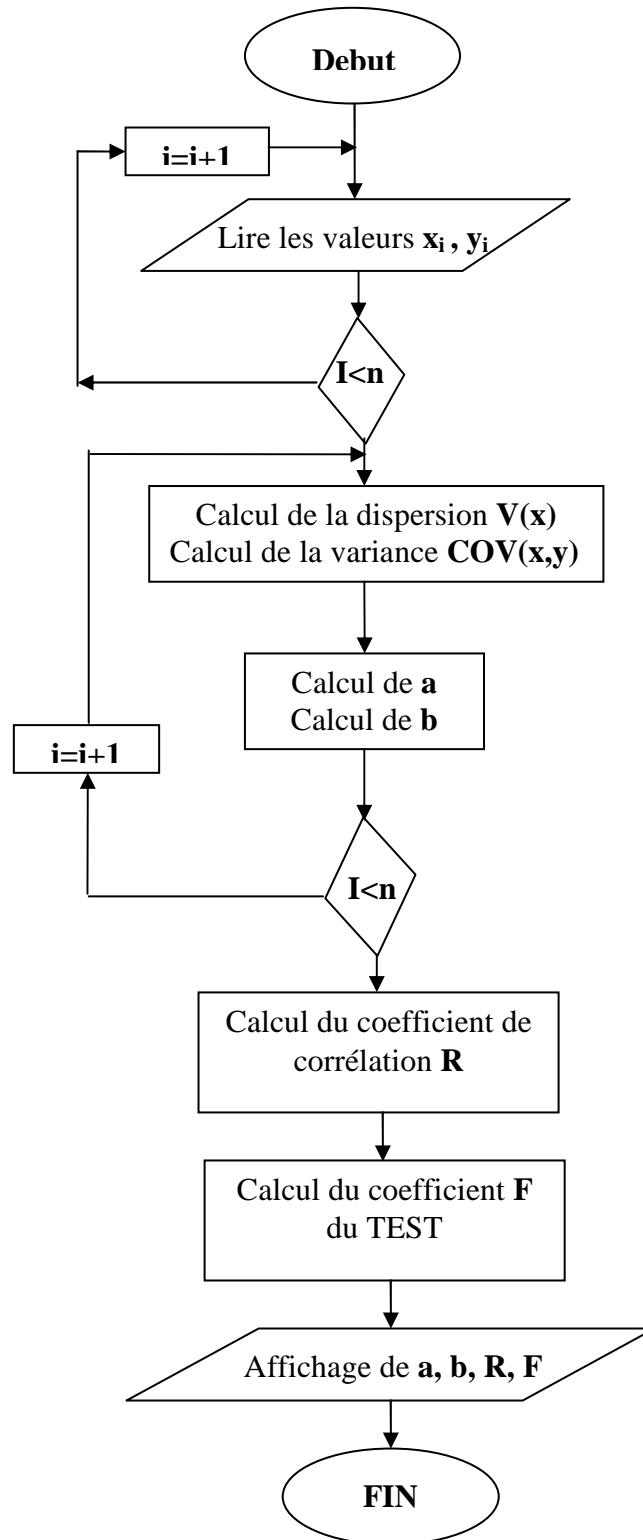 Debut
i=i+1
Lire les valeurs xi , yi
I<n
Calcul de la dispersion V(x)
Calcul de la variance COV(x,y)
Calcul de a
Calcul de b
i=i+1
I<n
Calcul du coefficient de
corrélation R
Calcul du coefficient F
du TEST
Affichage de a, b, R, F
FIN